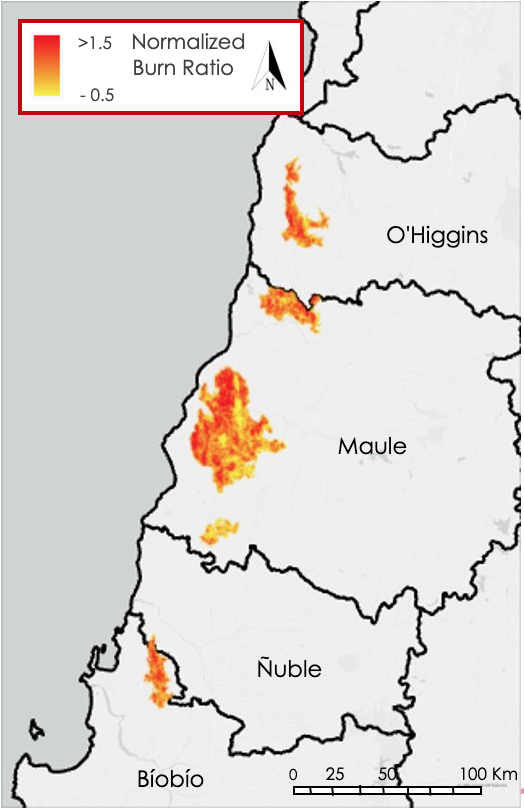 >1.5
Normalized
Burn Ratio
- 0.5
N
O'Higgins
Maule
Ñuble
Bíobío
0 25 50 100 Km